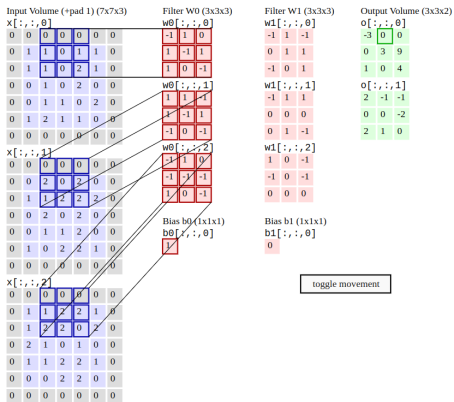 Input Volume (+pad 1) (7x7x3)
x[:,:,0]
0 0 0 0 0 0 0
0 1 1 0 1 1 0
0 1 1 0 2 1 0
0 0 1 0 2 0 0
0 0 1 1 0 2 0
0 1 2 1 1 0 0
0 0 0 0 0 0 0
x[:,:,1]
0 0 0 0 0 0 0
0 0 2 0 2 0 0
0 1 1 2 2 2 0
0 0 2 0 2 0 0
0 0 1 1 2 0 0
0 1 0 2 2 1 0
0 0 0 0 0 0 0
x[:,:,2]
0 0 0 0 0 0 0
0 1 1 2 2 1 0
0 1 2 2 0 2 0
0 2 1 0 1 0 0
0 1 1 2 2 1 0
0 0 0 2 2 0 0
0 0 0 0 0 0 0
Filter W0 (3x3x3)
w0[:,:,0]
-1 1 0
1 -1 1
1 0 -1
w0[:,:,1]
1 1 -1
1 -1 1
-1 0 -1
w0[:,:,2]
-1 1 0
-1 -1 -1
1 0 -1
Bias b0 (1x1x1)
b0[:,:,0]
1
Filter W1 (3x3x3)
w1[:,:,0]
-1 1 -1
0 1 1
-1 0 1
w1[:,:,1]
-1 1 1
0 0 0
0 1 -1
w1[:,:,2]
1 0 -1
-1 0 -1
0 0 0
Bias b1 (1x1x1)
b1[:,:,0]
0
Output Volume (3x3x2)
o[:,:,0]
-3 0 0
0 3 9
1 0 4
o[:,:,1]
2 -1 -1
0 0 -2
2 1 0
toggle movement